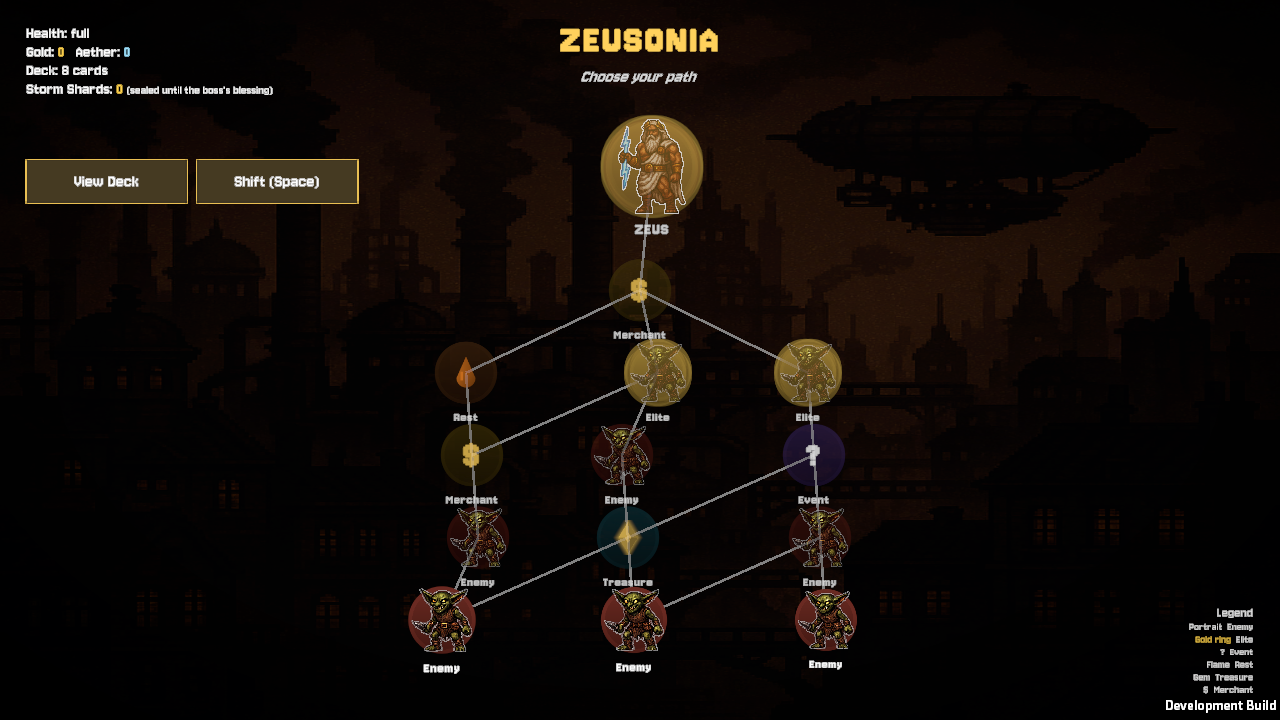 Health: full
Gold: 0 Aether: 0
Deck: 8 cards
Storm Shards: 0 (sealed until the boss's blessing)
ZEUSONIA
Choose your path
View Deck
Shift (Space)
ZEUS
$
Merchant
Rest
Elite
Elite
$
?
Merchant
Enemy
Event
Enemy
Treasure
Enemy
Enemy
Enemy
Enemy
Legend
Portrait Enemy
Gold ring Elite
? Event
Flame Rest
Gem Treasure
$ Merchant
Development Build